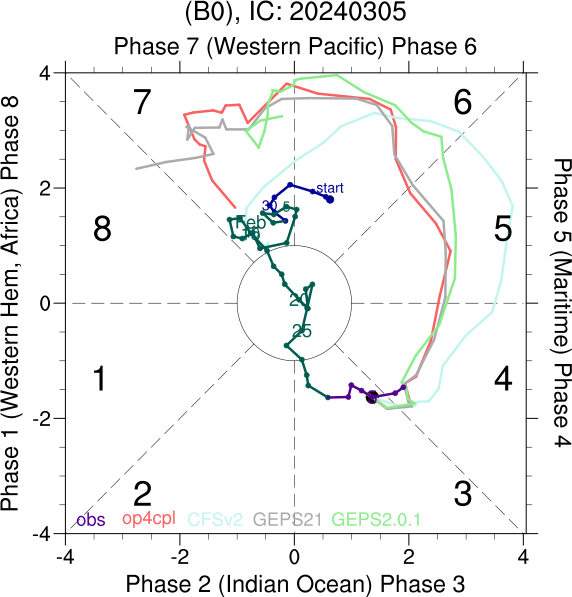 (B0), IC: 20240305
Phase 7 (Western Pacific) Phase 6
Phase 1 (Western Hem, Africa) Phase 8
Phase 5 (Maritime) Phase 4
4
2
0
-2
-4
7
6
8
5
1
4
2
3
start
30
5
Feb
20
25
obs
op4cpl
CFSv2
GEPS21
GEPS2.0.1
-4
-2
0
2
4
Phase 2 (Indian Ocean) Phase 3